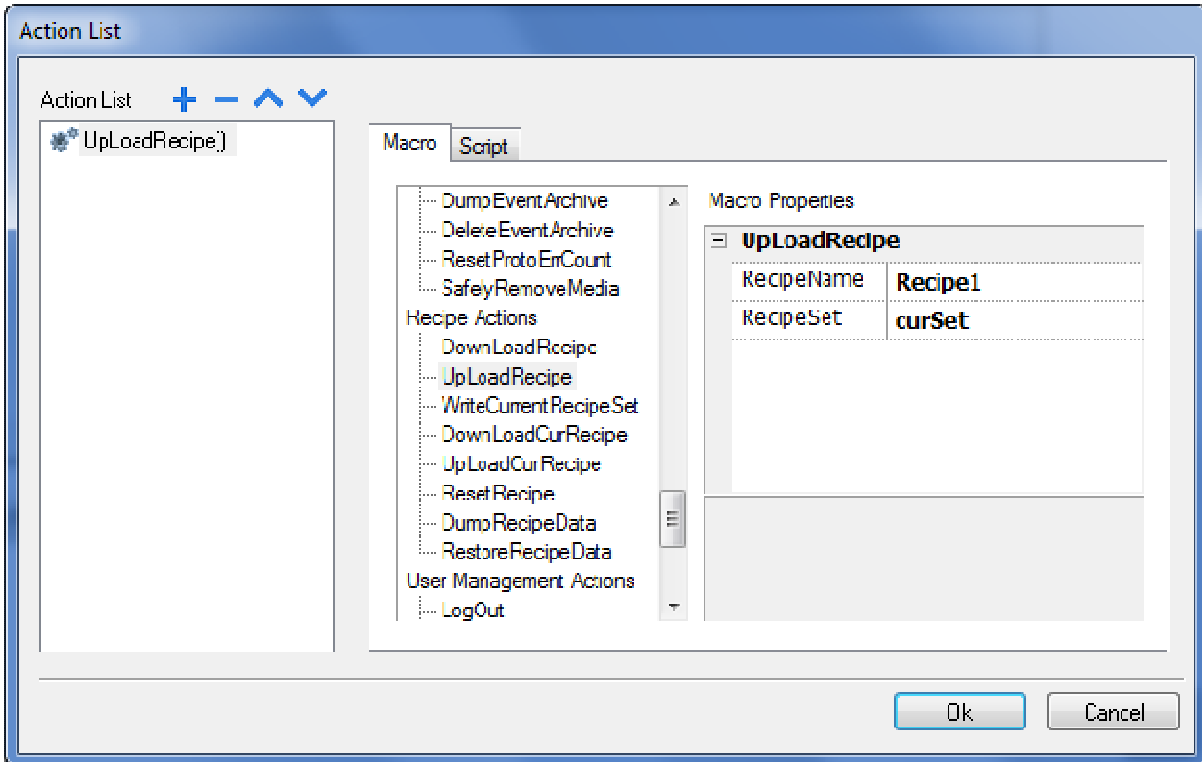 Action List
Action List
UpLoadRecipe()
Macro
Script
DumpEventArchive
DeleteEventArchive
ResetProtoErrCount
SafelyRemoveMedia
Recipe Actions
DownLoadRecipe
UpLoadRecipe
WriteCurrentRecipeSet
DownLoadCurRecipe
UpLoadCurRecipe
ResetRecipe
DumpRecipeData
RestoreRecipeData
User Management Actions
LogOut
Macro Properties
UpLoadRecipe
RecipeName Recipe1
RecipeSet curSet
Ok Cancel